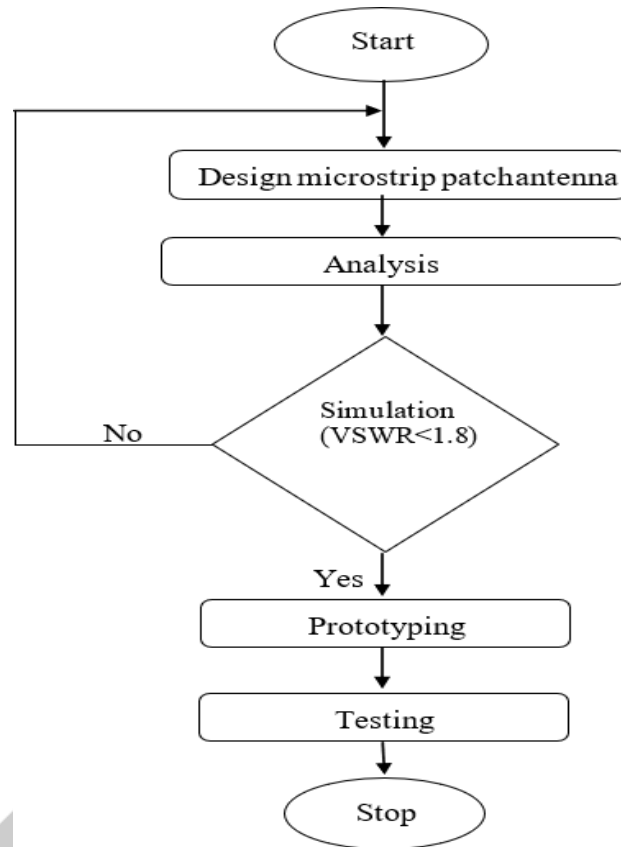 Start
Design microstrip patchantenna
Analysis
Simulation
(VSWR<1.8)
No
Yes
Prototyping
Testing
Stop